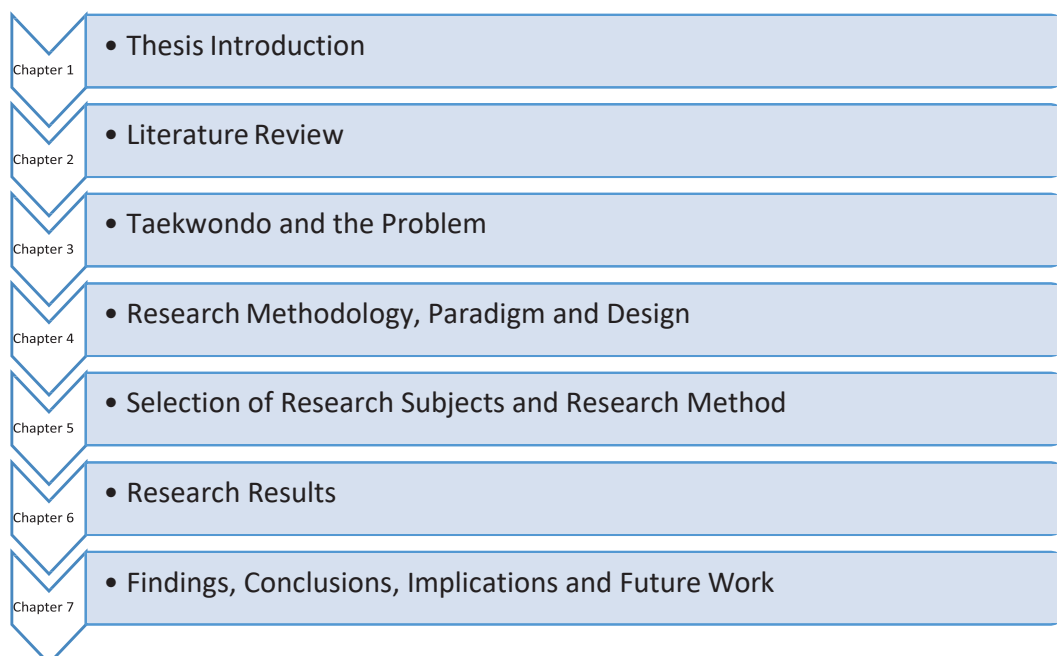 Chapter 1
• Thesis Introduction
Chapter 2
• Literature Review
Chapter 3
• Taekwondo and the Problem
Chapter 4
• Research Methodology, Paradigm and Design
Chapter 5
• Selection of Research Subjects and Research Method
Chapter 6
• Research Results
Chapter 7
• Findings, Conclusions, Implications and Future Work